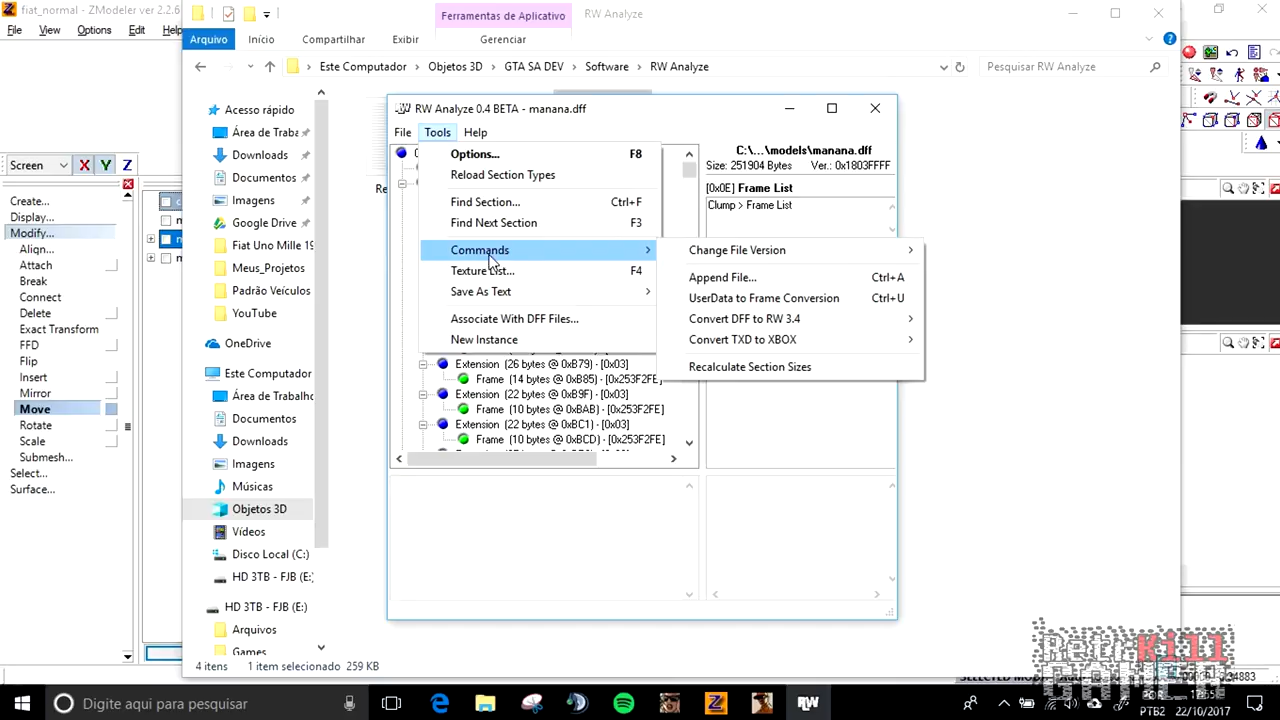 fiat_normal - ZModeler ver 2.2.6
File View Options Edit Help
Ferramentas de Aplicativo
RW Analyze
Arquivo Início Compartilhar Exibir Gerenciar
Este Computador > Objetos 3D > GTA SA DEV > Software > RW Analyze
Pesquisar RW Analyze
Screen X Y Z
Create...
Display...
Modify...
Align...
Attach
Break
Connect
Delete
Exact Transform
FFD
Flip
Insert
Mirror
Move
Rotate
Scale
Submesh...
Select...
Surface...
Acesso rápido
Área de Traba
Downloads
Documentos
Imagens
Google Drive
Fiat Uno Mille 19
Meus_Projetos
Padrão Veículos
YouTube
OneDrive
Este Computador
Área de Trabalho
Documentos
Downloads
Imagens
Músicas
Objetos 3D
Vídeos
Disco Local (C:)
HD 3TB - FJB (E:)
HD 3TB - FJB (E:)
Arquivos
Games
4 itens 1 item selecionado 259 KB
RW Analyze 0.4 BETA - manana.dff
File Tools Help
Options... F8
Reload Section Types
Find Section... Ctrl+F
Find Next Section F3
Commands
Texture List... F4
Save As Text
Associate With DFF Files...
New Instance
Change File Version
Append File... Ctrl+A
UserData to Frame Conversion Ctrl+U
Convert DFF to RW 3.4
Convert TXD to XBOX
Recalculate Section Sizes
Extension (26 bytes @ 0xB79) - [0x03]
Frame (14 bytes @ 0xB85) - [0x253F2FE]
Extension (22 bytes @ 0xB9F) - [0x03]
Frame (10 bytes @ 0xBAB) - [0x253F2FE]
Extension (22 bytes @ 0xBC1) - [0x03]
Frame (10 bytes @ 0xBCD) - [0x253F2FE]
C:\...\models\manana.dff
Size: 251904 Bytes Ver.: 0x1803FFFF
[0x0E] Frame List
Clump > Frame List
RetrKill
GAMER
Digite aqui para pesquisar
PTB2 22/10/2017